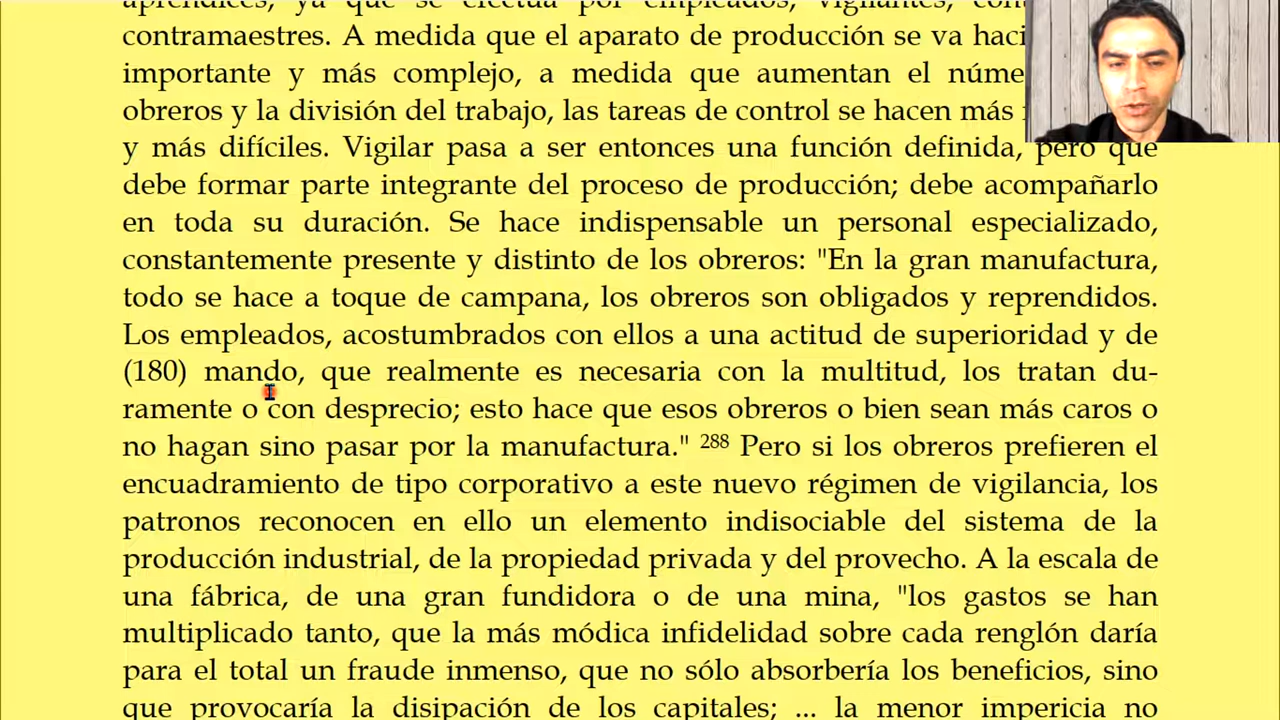 aprendices, ya que se efectúa por empleados, vigilantes,
contramaestres. A medida que el aparato de producción se va
importante y más complejo, a medida que aumentan el
obreros y la división del trabajo, las tareas de control se hacen más
y más difíciles. Vigilar pasa a ser entonces una función definida, pero que
debe formar parte integrante del proceso de producción; debe acompañarlo
en toda su duración. Se hace indispensable un personal especializado,
constantemente presente y distinto de los obreros: "En la gran manufactura,
todo se hace a toque de campana, los obreros son obligados y reprendidos.
Los empleados, acostumbrados con ellos a una actitud de superioridad y de
(180) mando, que realmente es necesaria con la multitud, los tratan du-
ramente o con desprecio; esto hace que esos obreros o bien sean más caros o
no hagan sino pasar por la manufactura." 288 Pero si los obreros prefieren el
encuadramiento de tipo corporativo a este nuevo régimen de vigilancia, los
patronos reconocen en ello un elemento indisociable del sistema de la
producción industrial, de la propiedad privada y del provecho. A la escala de
una fábrica, de una gran fundidora o de una mina, "los gastos se han
multiplicado tanto, que la más módica infidelidad sobre cada renglón daría
para el total un fraude inmenso, que no sólo absorbería los beneficios, sino
que provocaría la disipación de los capitales; ... la menor impericia no